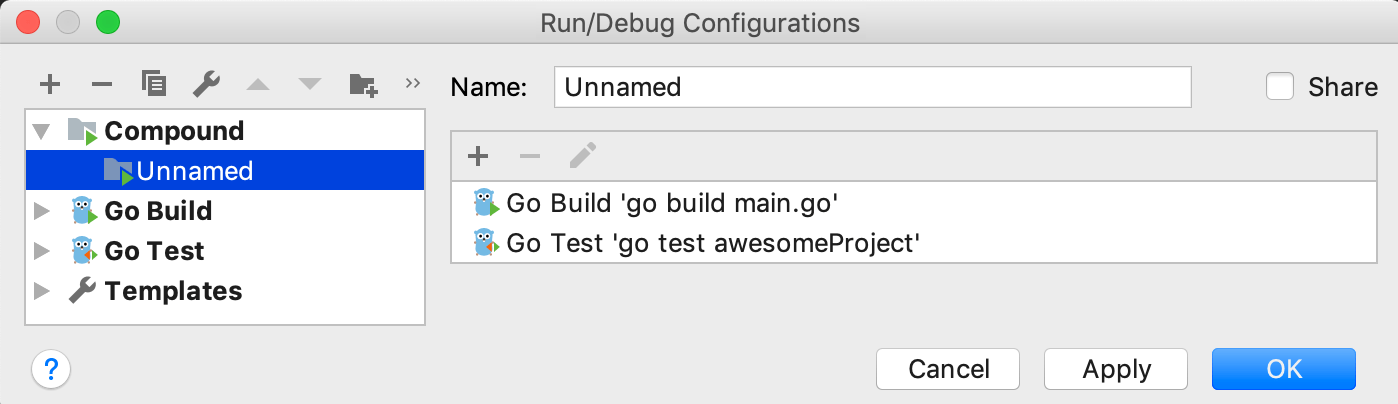 Run/Debug Configurations
Name: Unnamed Share
Compound
Unnamed
Go Build
Go Test
Templates
Go Build 'go build main.go'
Go Test 'go test awesomeProject'
? Cancel Apply OK